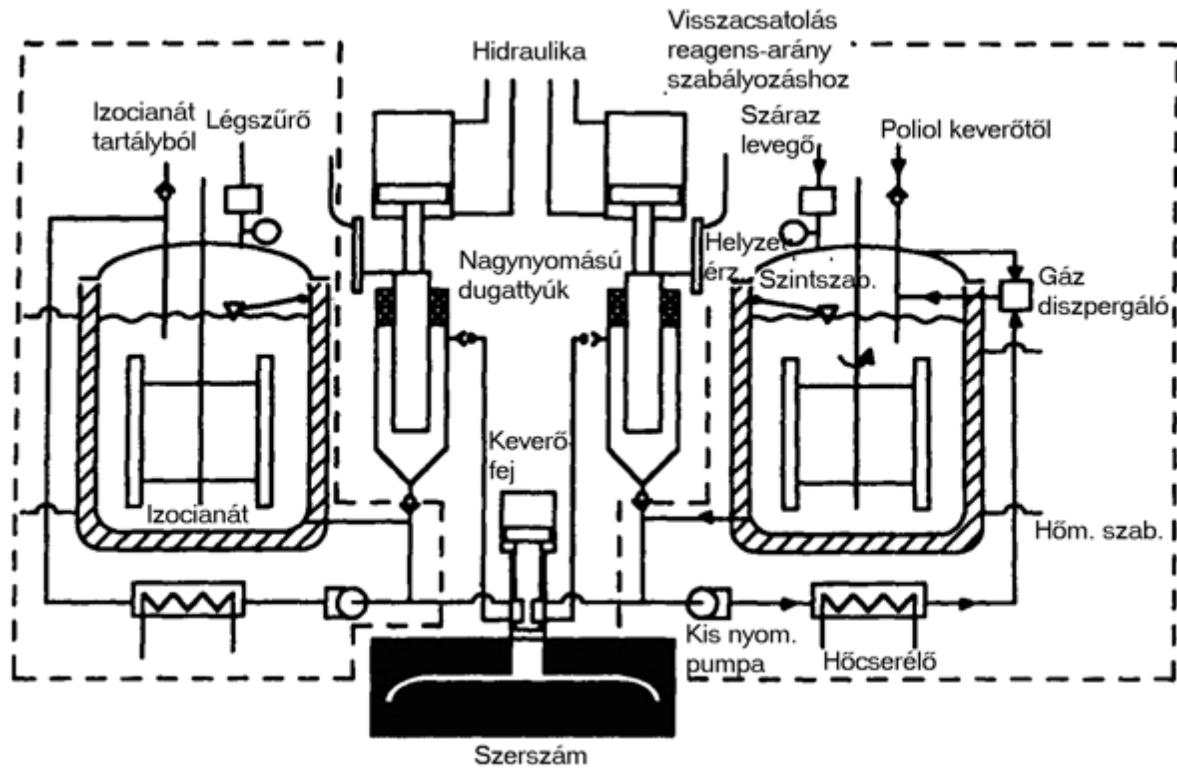 Visszacsatolás
reagens-arány
szabályozáshoz
Hidraulika
Izocianát
tartályból
Légszűrő
Száraz
levegő
Poliol keverőtől
Nagynyomású
dugattyúk
Helyzet
érz.
Szintszab.
Gáz
diszpergáló
Keverő
fej
Izocianát
Hőm. szab.
Kis nyom.
pumpa
Hőcserélő
Szerszám